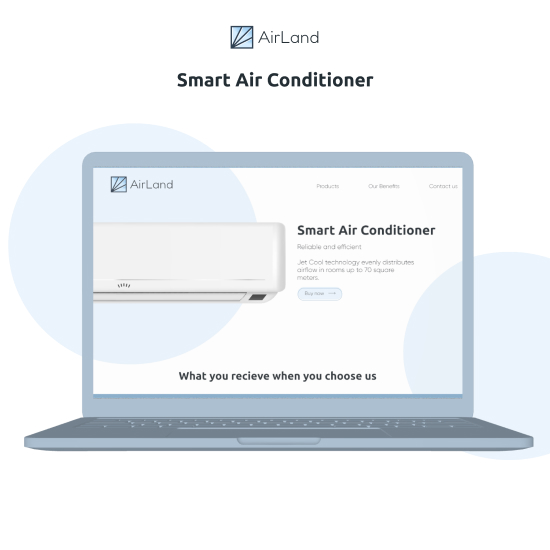 AirLand
Smart Air Conditioner
AirLand
Products Our Benefits Contact us
Smart Air Conditioner
Reliable and efficient
Jet Cool technology evenly distributes
airflow in rooms up to 70 square
meters.
Buy now
What you recieve when you choose us